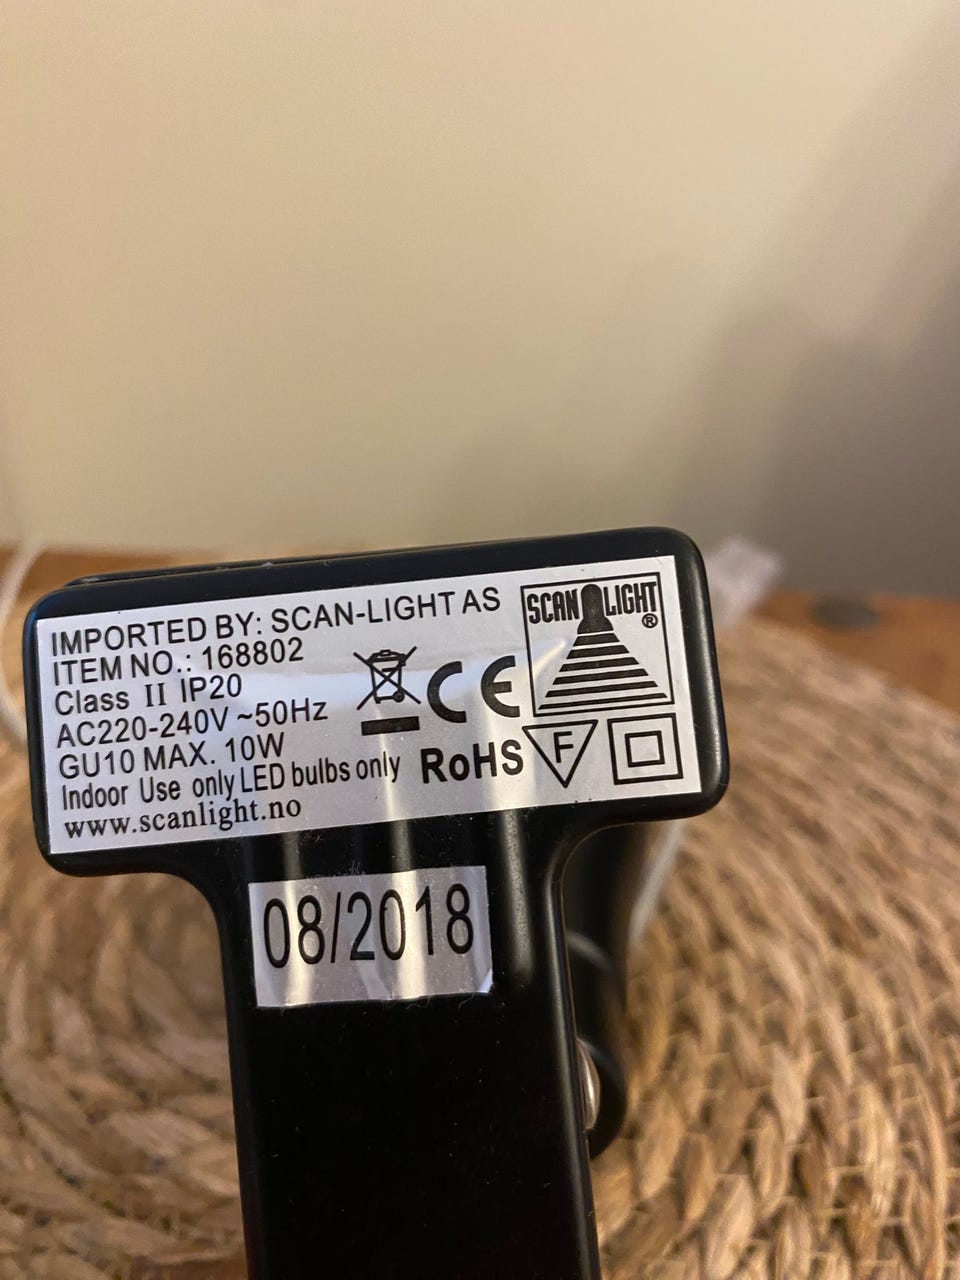 IMPORTED BY: SCAN-LIGHT AS
ITEM NO.: 168802
Class II IP20
AC220-240V ~50Hz
GU10 MAX. 10W
Indoor Use only LED bulbs only
www.scanlight.no
CE
RoHS
SCAN LIGHT
®
F
08/2018